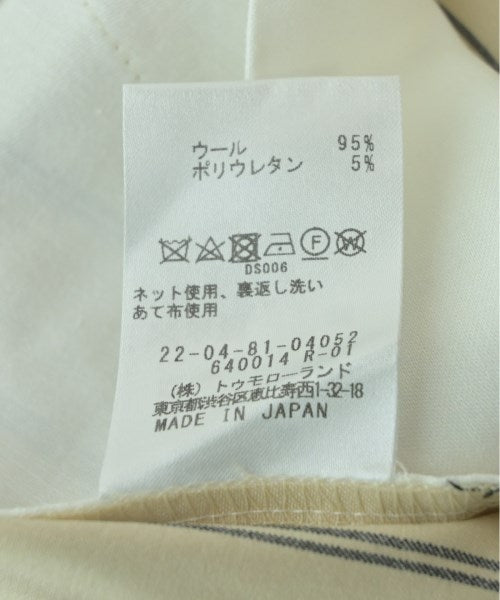 ウール 95%
ポリウレタン 5%
F W
DS006
ネット使用、裏返し洗い
あて布使用
22-04-81-04052
640014 R-01
(株) トゥモローランド
東京都渋谷区恵比寿西1-32-18
MADE IN JAPAN